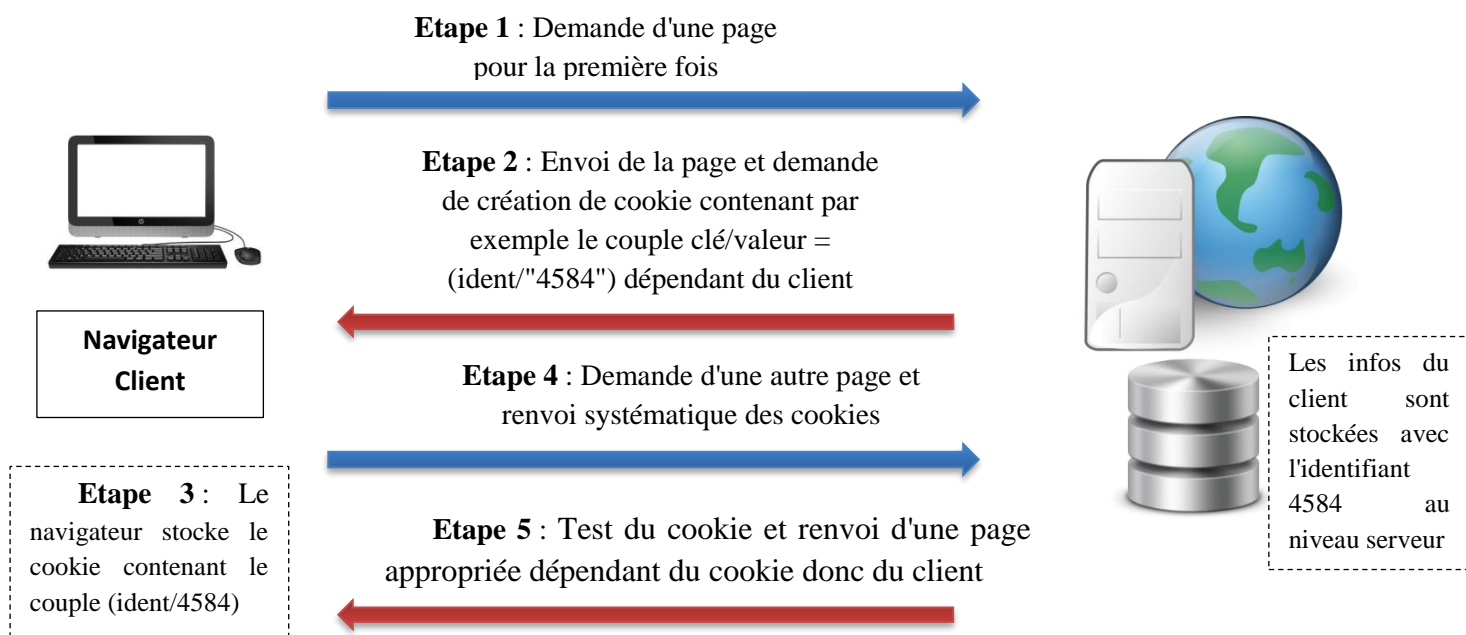 Etape 1 : Demande d'une page
pour la première fois
Etape 2 : Envoi de la page et demande
de création de cookie contenant par
exemple le couple clé/valeur =
(ident/"4584") dépendant du client
Navigateur
Client
Etape 4 : Demande d'une autre page et
renvoi systématique des cookies
Les infos du
client sont
stockées avec
l'identifiant
4584 au
niveau serveur
Etape 3 : Le
navigateur stocke le
cookie contenant le
couple (ident/4584)
Etape 5 : Test du cookie et renvoi d'une page
appropriée dépendant du cookie donc du client